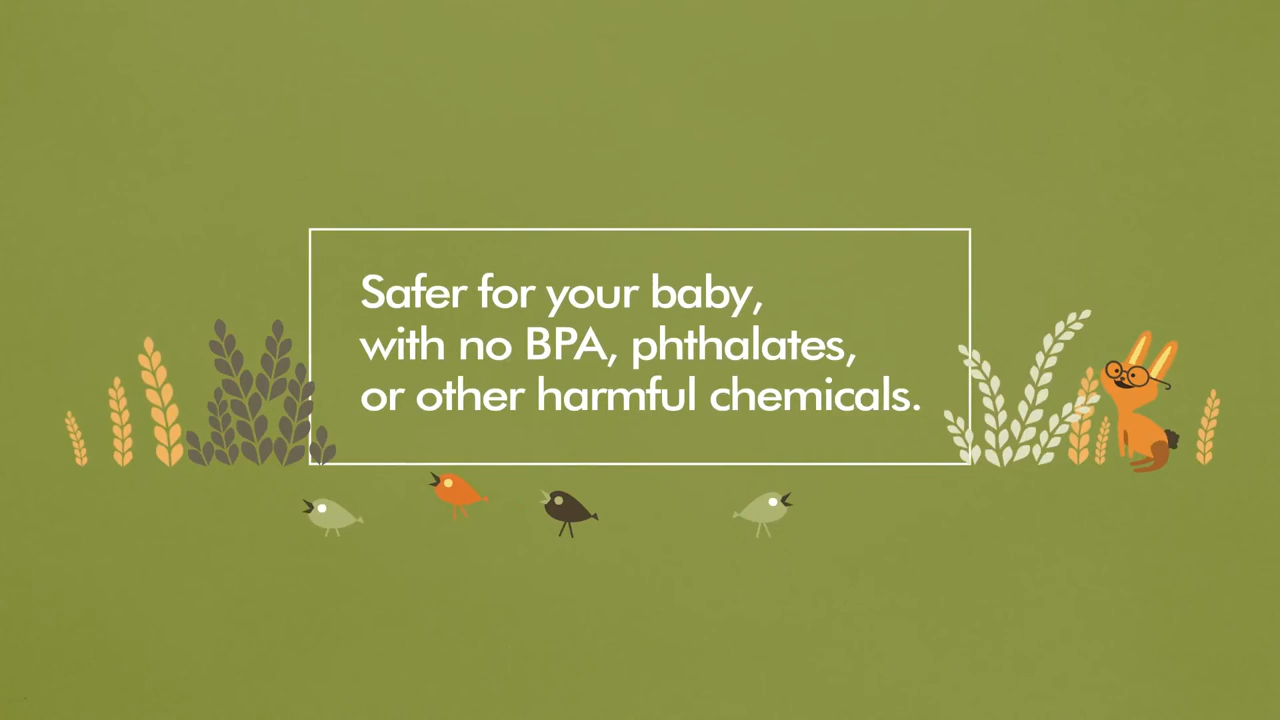 Safer for your baby,
with no BPA, phthalates,
or other harmful chemicals.